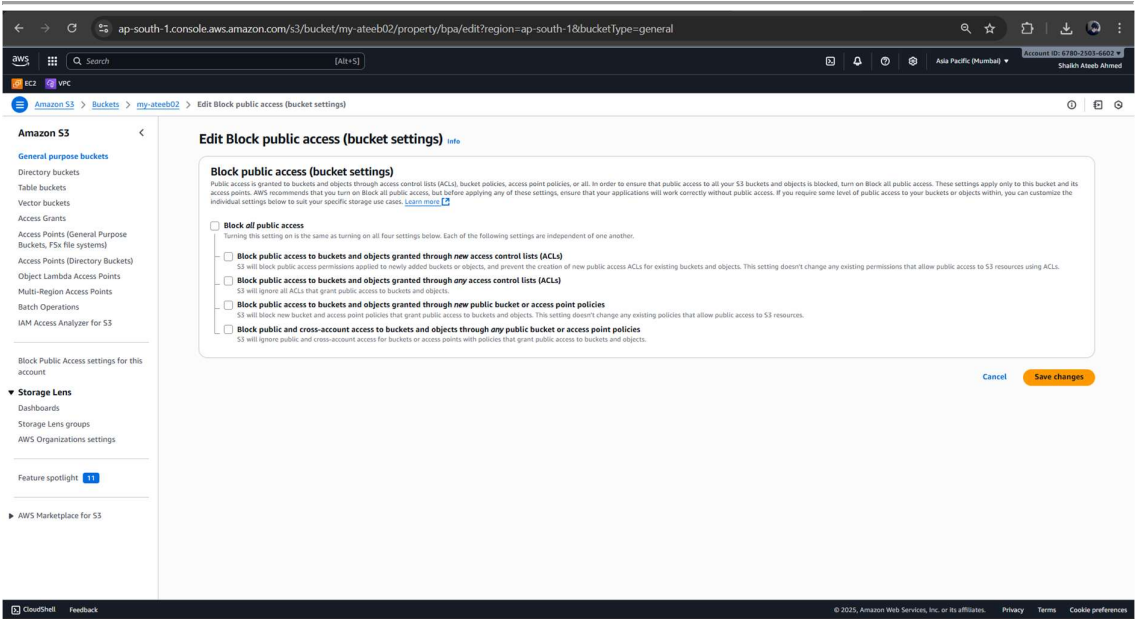 ap-south-1.console.aws.amazon.com/s3/bucket/my-ateeb02/property/bpa/edit?region=ap-south-1&bucketType=general
aws
Search
[Alt+S]
Asia Pacific (Mumbai)
Account ID: 6780-2503-6602
Shaikh Ateeb Ahmed
EC2
VPC
Amazon S3 > Buckets > my-ateeb02 > Edit Block public access (bucket settings)
Amazon S3
General purpose buckets
Directory buckets
Table buckets
Vector buckets
Access Grants
Access Points (General Purpose
Buckets, FSx file systems)
Access Points (Directory Buckets)
Object Lambda Access Points
Multi-Region Access Points
Batch Operations
IAM Access Analyzer for S3
Block Public Access settings for this
account
Storage Lens
Dashboards
Storage Lens groups
AWS Organizations settings
Feature spotlight 11
AWS Marketplace for S3
Edit Block public access (bucket settings) Info
Block public access (bucket settings)
Public access is granted to buckets and objects through access control lists (ACLs), bucket policies, access point policies, or all. In order to ensure that public access to all your S3 buckets and objects is blocked, turn on Block all public access. These settings apply only to this bucket and its
access points. AWS recommends that you turn on Block all public access, but before applying any of these settings, ensure that your applications will work correctly without public access. If you require some level of public access to your buckets or objects within, you can customize the
individual settings below to suit your specific storage use cases. Learn more
Block all public access
Turning this setting on is the same as turning on all four settings below. Each of the following settings are independent of one another.
Block public access to buckets and objects granted through new access control lists (ACLs)
S3 will block public access permissions applied to newly added buckets or objects, and prevent the creation of new public access ACLs for existing buckets and objects. This setting doesn't change any existing permissions that allow public access to S3 resources using ACLs.
Block public access to buckets and objects granted through any access control lists (ACLs)
S3 will ignore all ACLs that grant public access to buckets and objects.
Block public access to buckets and objects granted through new public bucket or access point policies
S3 will block new bucket and access point policies that grant public access to buckets and objects. This setting doesn't change any existing policies that allow public access to S3 resources.
Block public and cross-account access to buckets and objects through any public bucket or access point policies
S3 will ignore public and cross-account access for buckets or access points with policies that grant public access to buckets and objects.
Cancel
Save changes
CloudShell
Feedback
© 2025, Amazon Web Services, Inc. or its affiliates.
Privacy
Terms
Cookie preferences